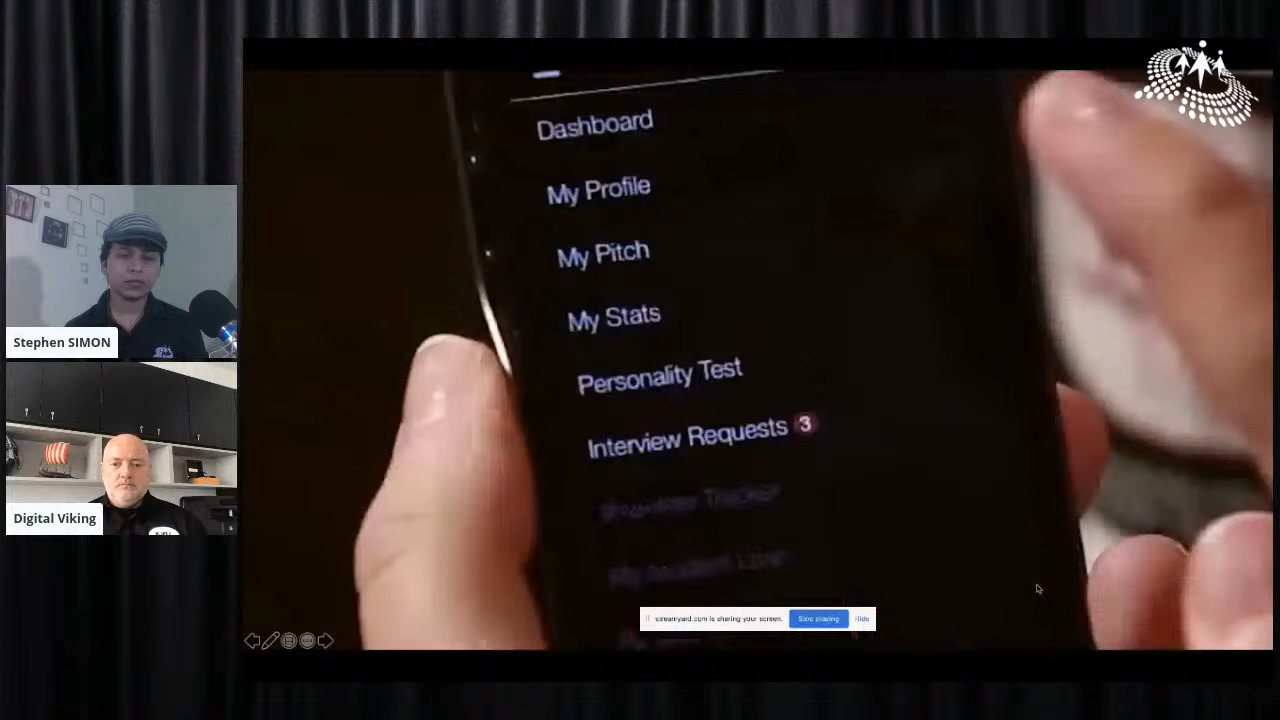 Dashboard
My Profile
My Pitch
My Stats
Personality Test
Interview Requests 3
Stephen SIMON
Digital Viking
streamyard.com is sharing your screen.
Stop sharing
Hide